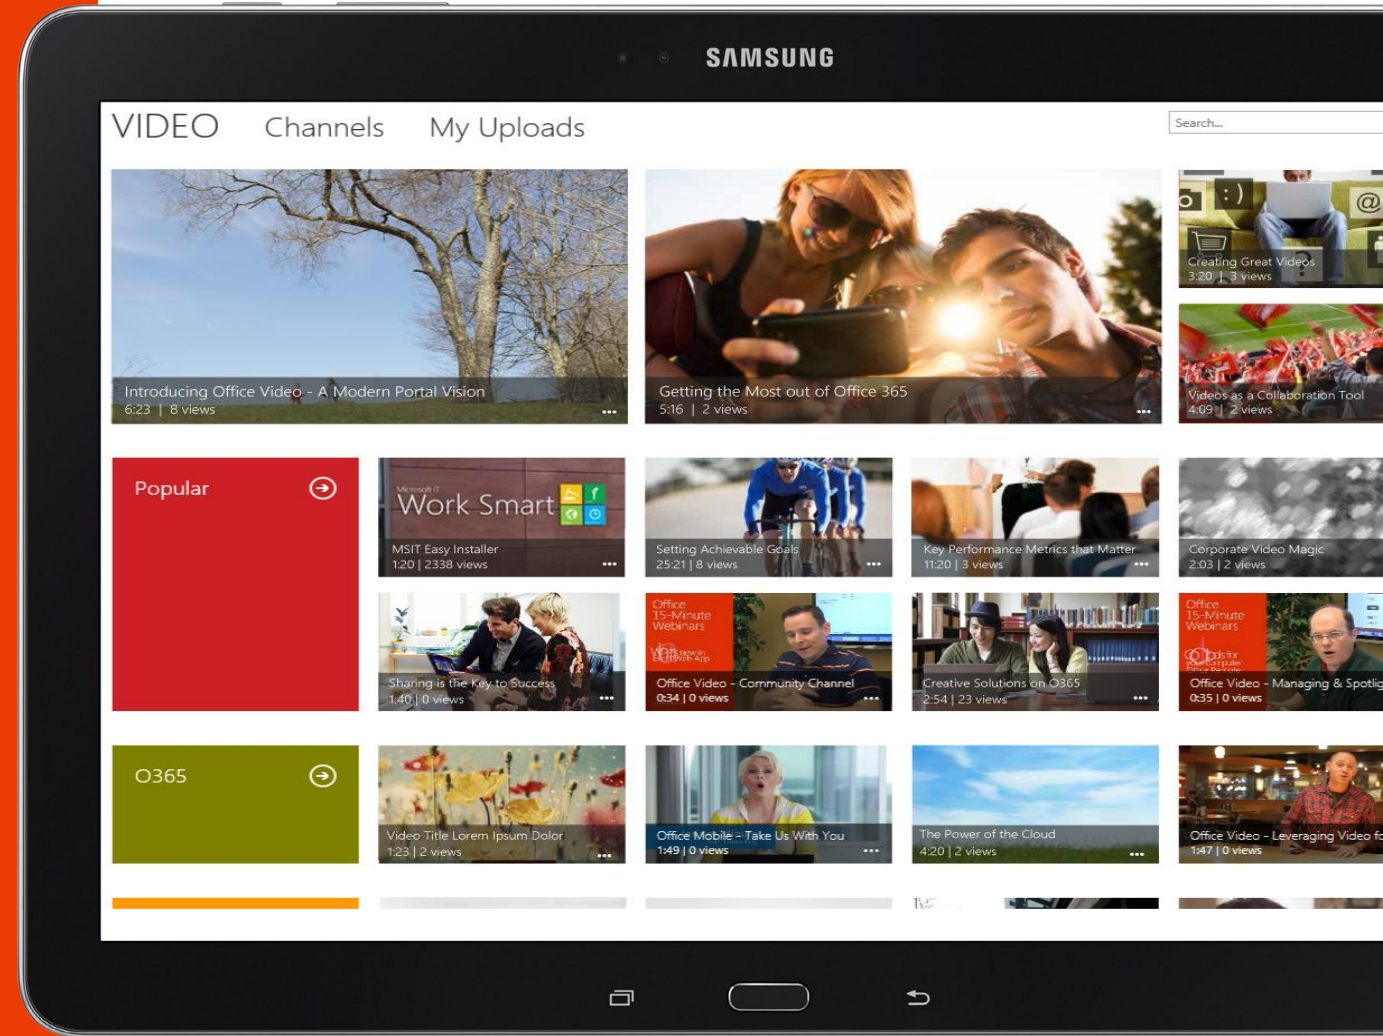 SAMSUNG
VIDEO Channels My Uploads
Search...
Introducing Office Video - A Modern Portal Vision
6:23 | 8 views
Getting the Most out of Office 365
5:16 | 2 views
:)
@
Creating Great Videos
3:20 | 3 views
Videos as a Collaboration Tool
4:09 | 2 views
Popular
Microsoft IT
Work Smart
MSIT Easy Installer
1:20 | 2338 views
Setting Achievable Goals
25:21 | 8 views
Key Performance Metrics that Matter
11:20 | 3 views
Corporate Video Magic
2:03 | 2 views
Sharing is the Key to Success
1:40 | 0 views
Office
15-Minute
Webinars
Office Video - Community Channel
0:34 | 0 views
Creative Solutions on O365
2:54 | 23 views
Office
15-Minute
Webinars
Office Video - Managing & Spotlig
0:35 | 0 views
O365
Video Title Lorem Ipsum Dolor
1:23 | 2 views
Office Mobile - Take Us With You
1:49 | 0 views
The Power of the Cloud
4:20 | 2 views
Office Video - Leveraging Video fo
1:47 | 0 views